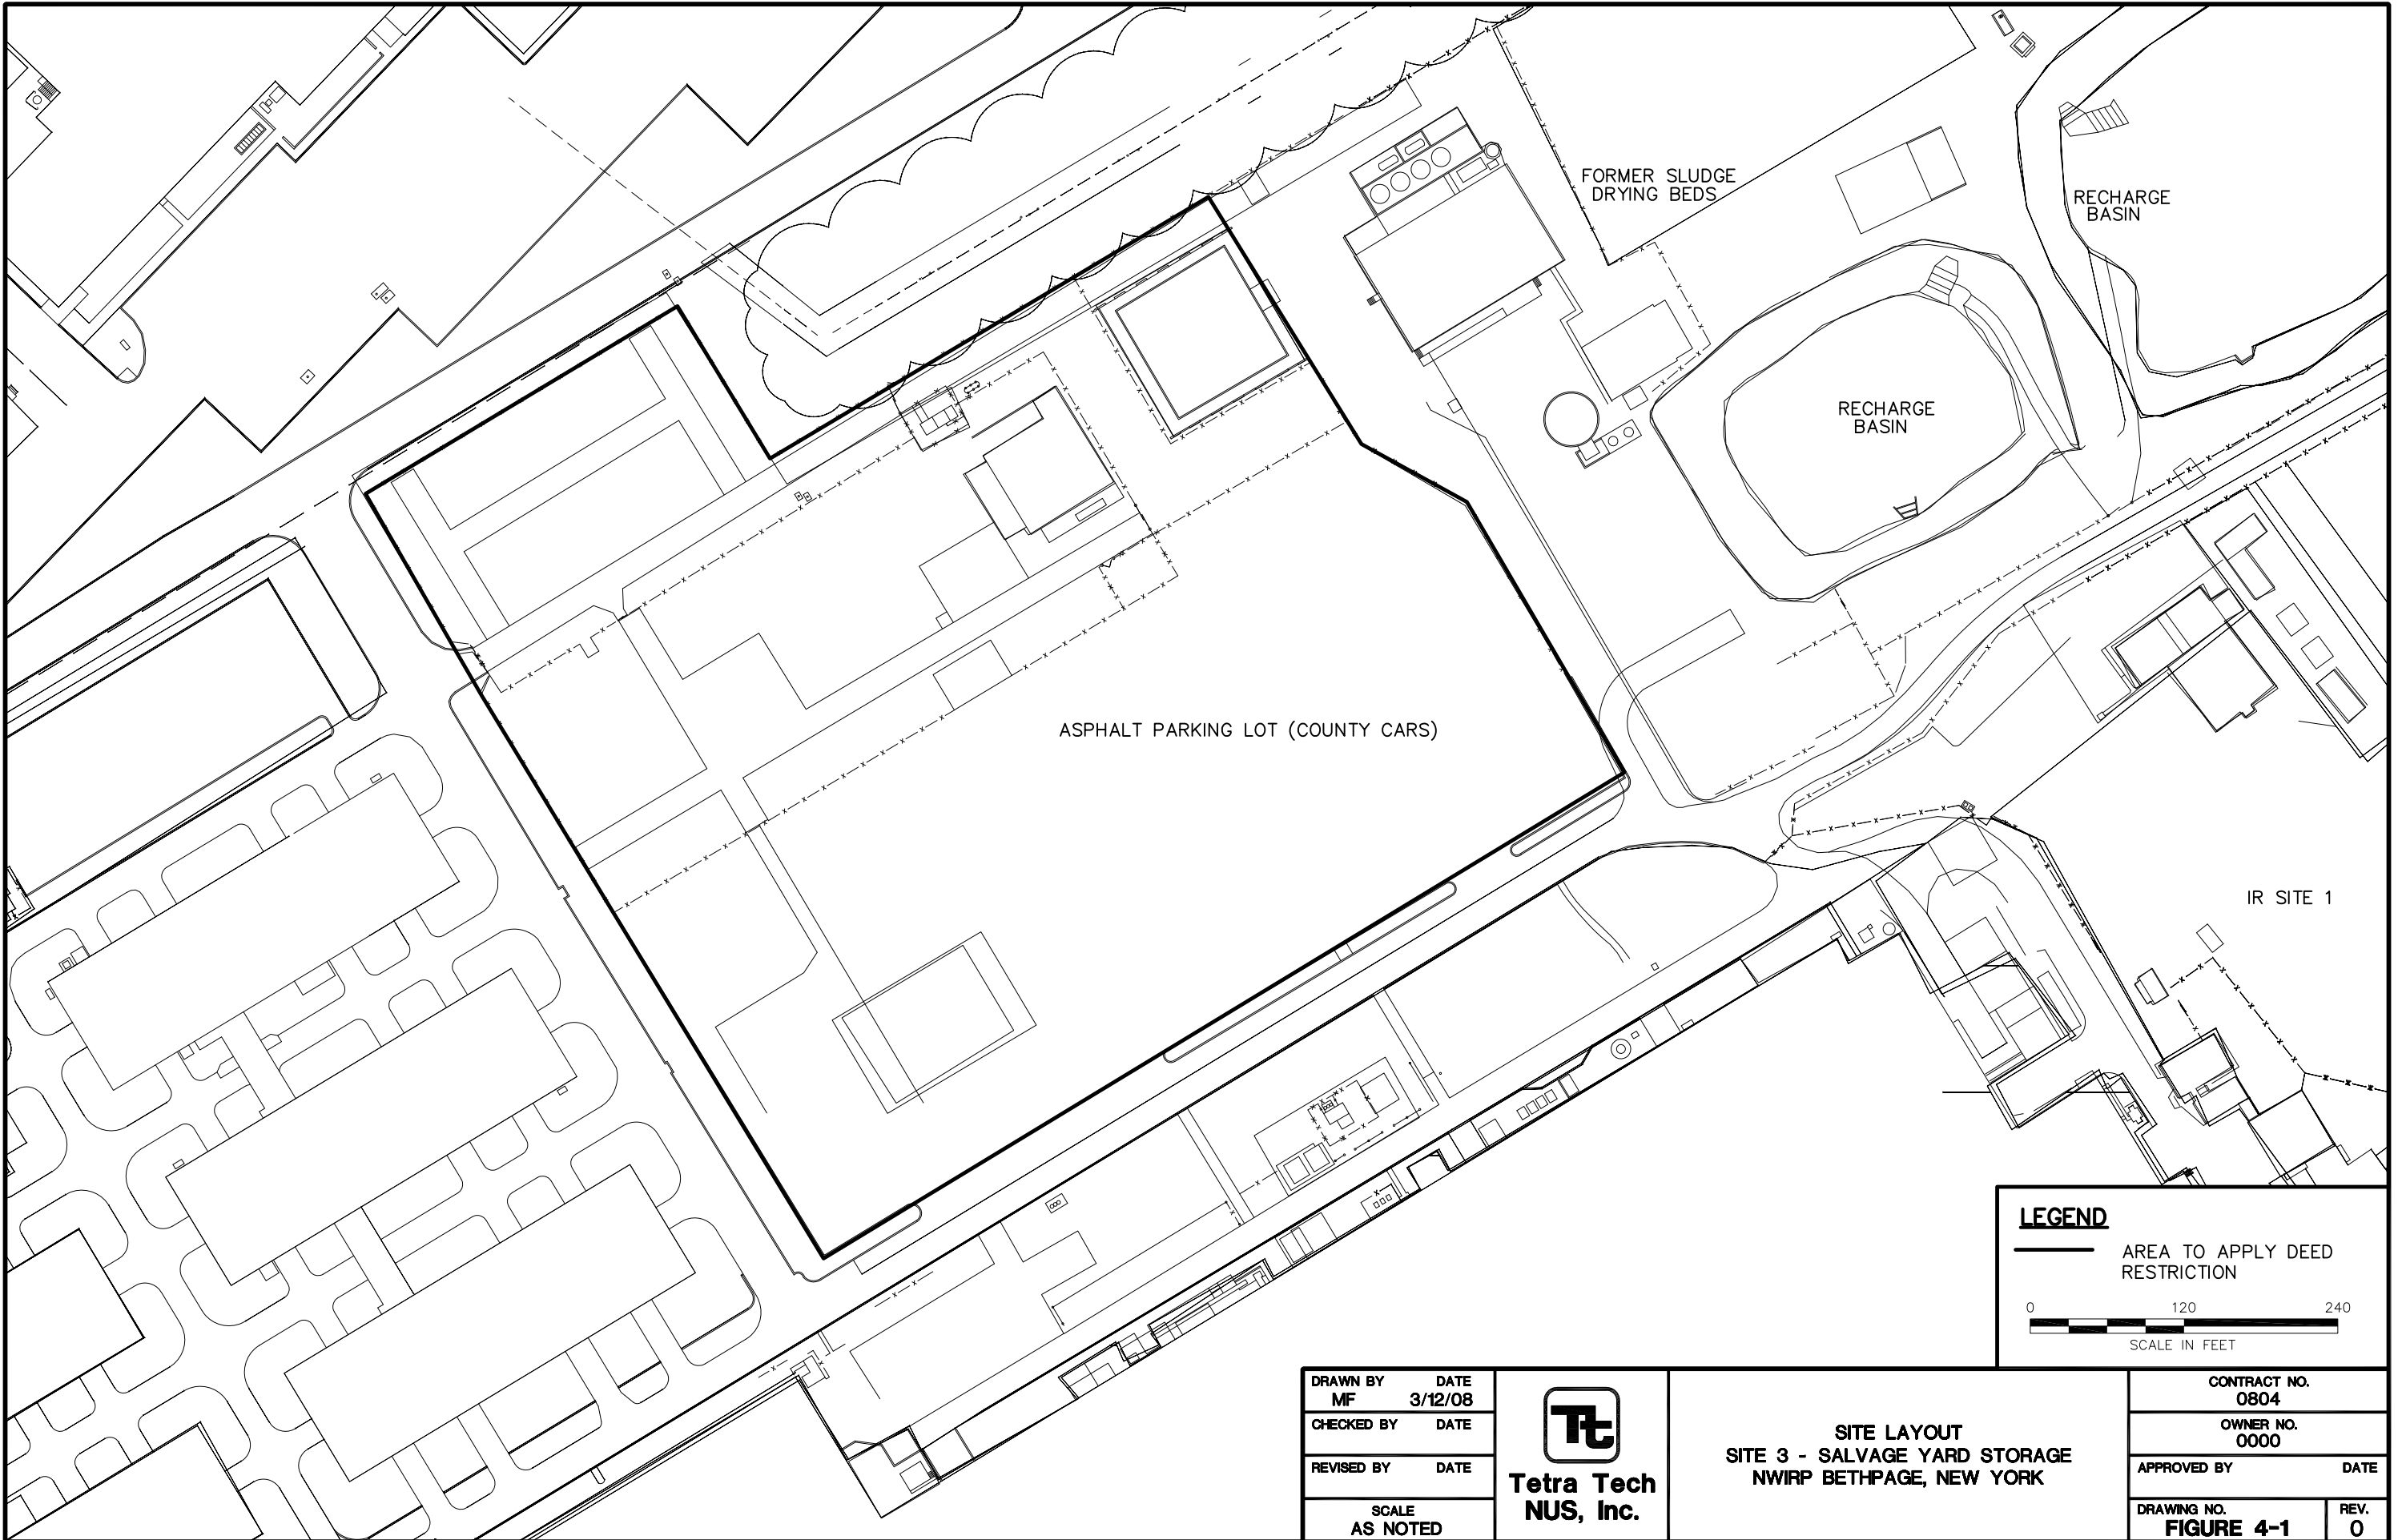 FORMER SLUDGE
DRYING BEDS
RECHARGE
BASIN
RECHARGE
BASIN
ASPHALT PARKING LOT (COUNTY CARS)
IR SITE 1
LEGEND
AREA TO APPLY DEED
RESTRICTION
0 120 240
SCALE IN FEET
DRAWN BY DATE
MF 3/12/08
CHECKED BY DATE
REVISED BY DATE
SCALE
AS NOTED
Tt
Tetra Tech
NUS, Inc.
SITE LAYOUT
SITE 3 - SALVAGE YARD STORAGE
NWIRP BETHPAGE, NEW YORK
CONTRACT NO.
0804
OWNER NO.
0000
APPROVED BY DATE
DRAWING NO.
FIGURE 4-1
REV.
0